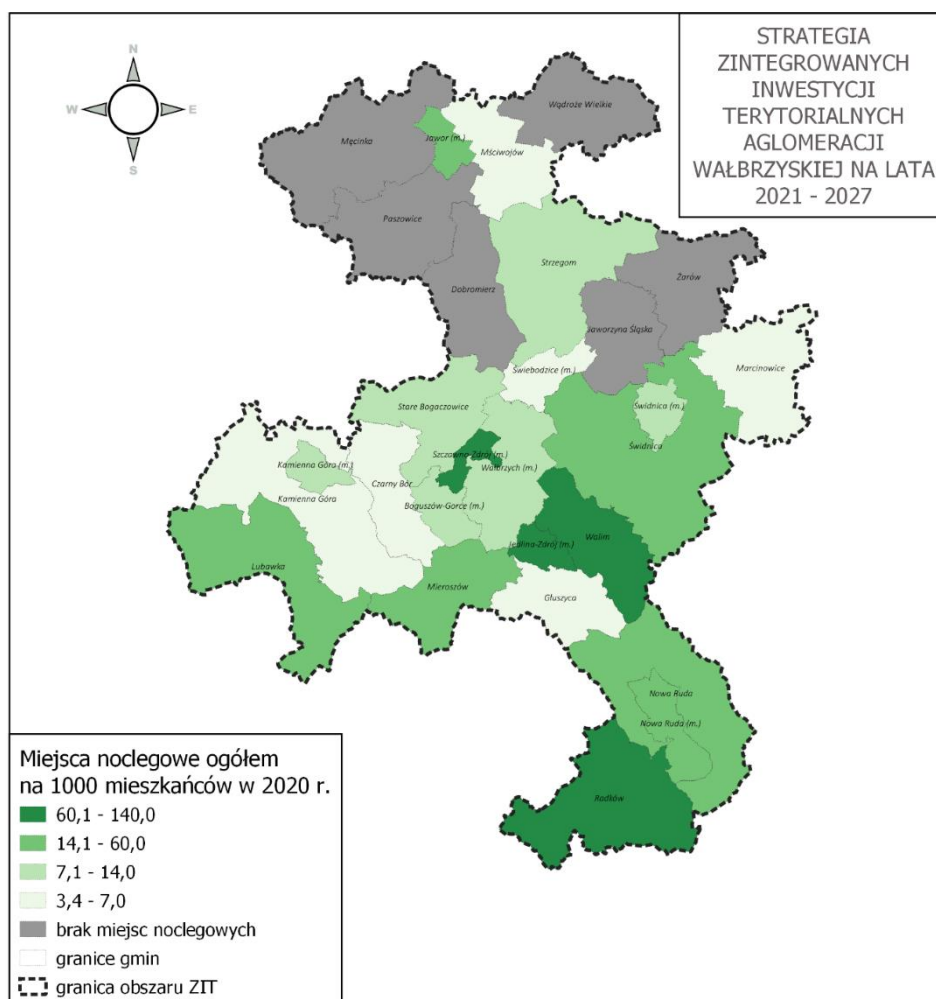 STRATEGIA
ZINTEGROWANYCH
INWESTYCJI
TERYTORIALNYCH
AGLOMERACJI
WAŁBRZYSKIEJ NA LATA
2021 - 2027
N
W
E
S
Wądroże Wielkie
Męcinka
Jawor (m.)
Mściwojów
Paszowice
Strzegom
Dobromierz
Żarów
Jaworzyna Śląska
Marcinowice
Świebodzice (m.)
Stare Bogaczowice
Świdnica (m.)
Świdnica
Szczawno-Zdrój (m.)
Kamienna Góra (m.)
Wałbrzych (m.)
Czarny Bór
Kamienna Góra
Boguszów-Gorce (m.)
Jedlina-Zdrój (m.)
Walim
Lubawka
Mieroszów
Głuszyca
Nowa Ruda
Nowa Ruda (m.)
Radków
Miejsca noclegowe ogółem
na 1000 mieszkańców w 2020 r.
60,1 - 140,0
14,1 - 60,0
7,1 - 14,0
3,4 - 7,0
brak miejsc noclegowych
granice gmin
granica obszaru ZIT